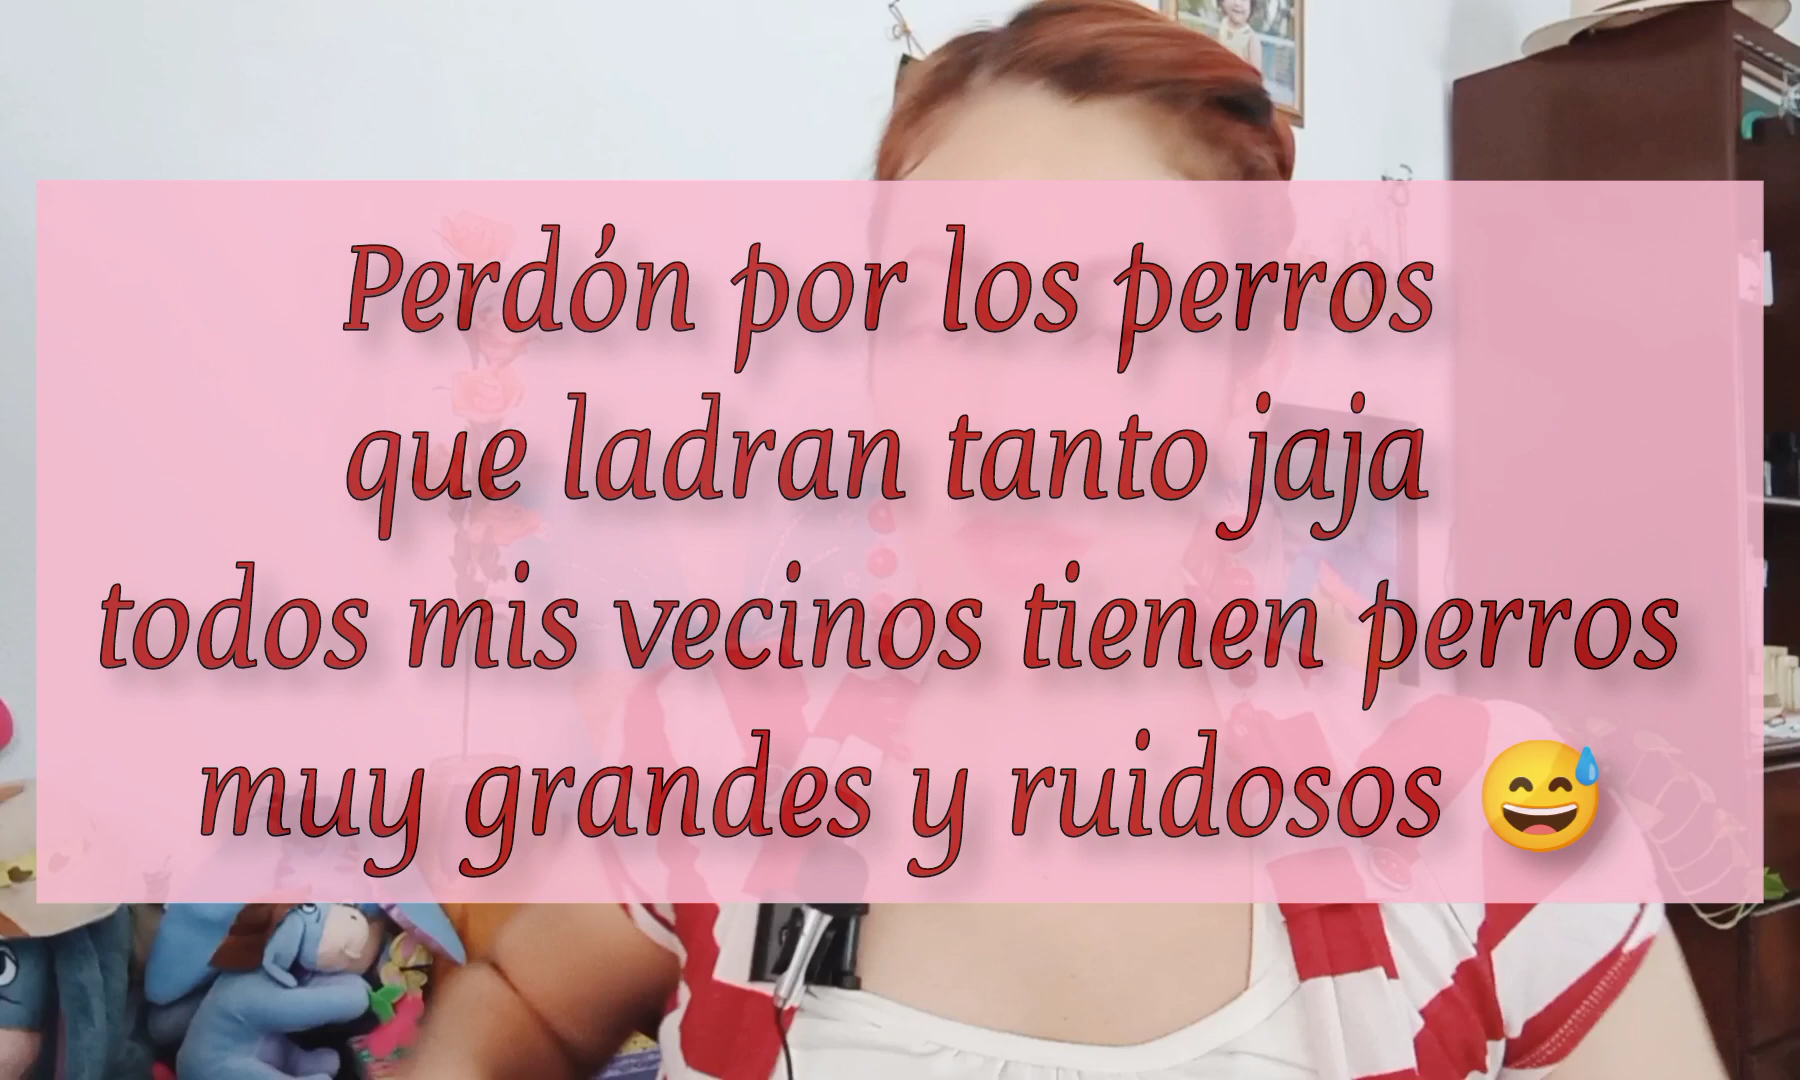 Perdón por los perros
que ladran tanto jaja
todos mis vecinos tienen perros
muy grandes y ruidosos 😅